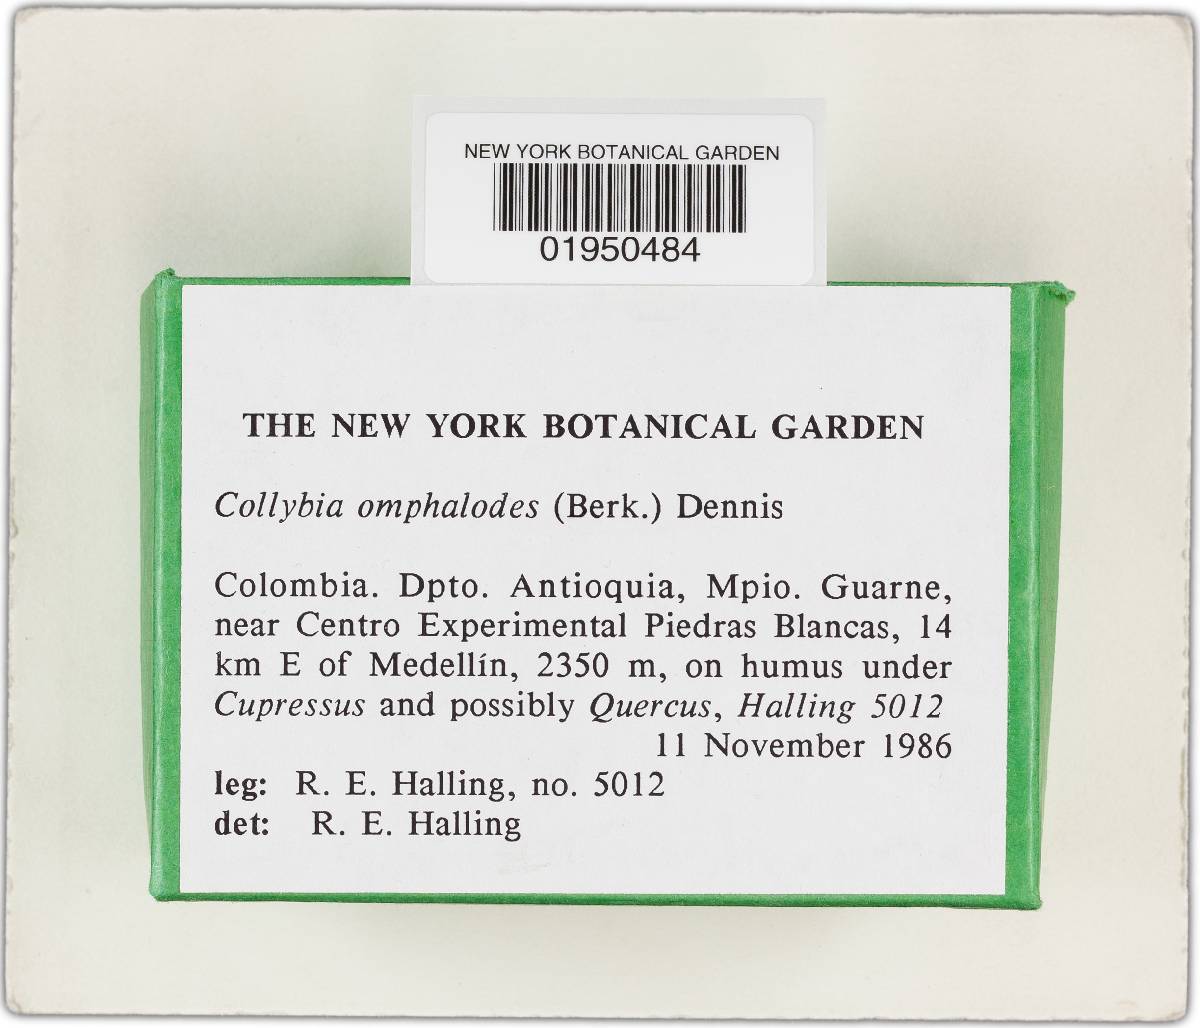 NEW YORK BOTANICAL GARDEN
01950484
THE NEW YORK BOTANICAL GARDEN
Collybia omphalodes (Berk.) Dennis
Colombia. Dpto. Antioquia, Mpio. Guarne,
near Centro Experimental Piedras Blancas, 14
km E of Medellín, 2350 m, on humus under
Cupressus and possibly Quercus, Halling 5012
11 November 1986
leg: R. E. Halling, no. 5012
det: R. E. Halling